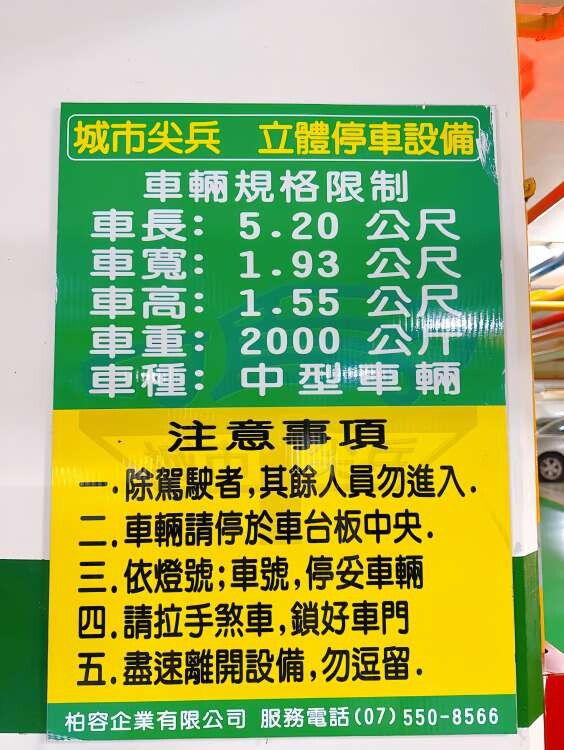 城市尖兵 立體停車設備
車輛規格限制
車長: 5.20 公尺
車寬: 1.93 公尺
車高: 1.55 公尺
車重: 2000 公斤
車種: 中型車輛
注意事項
一.除駕駛者,其餘人員勿進入.
二.車輛請停於車台板中央.
三.依燈號;車號,停妥車輛
四.請拉手煞車,鎖好車門
五.盡速離開設備,勿逗留.
柏容企業有限公司 服務電話(07)550-8566